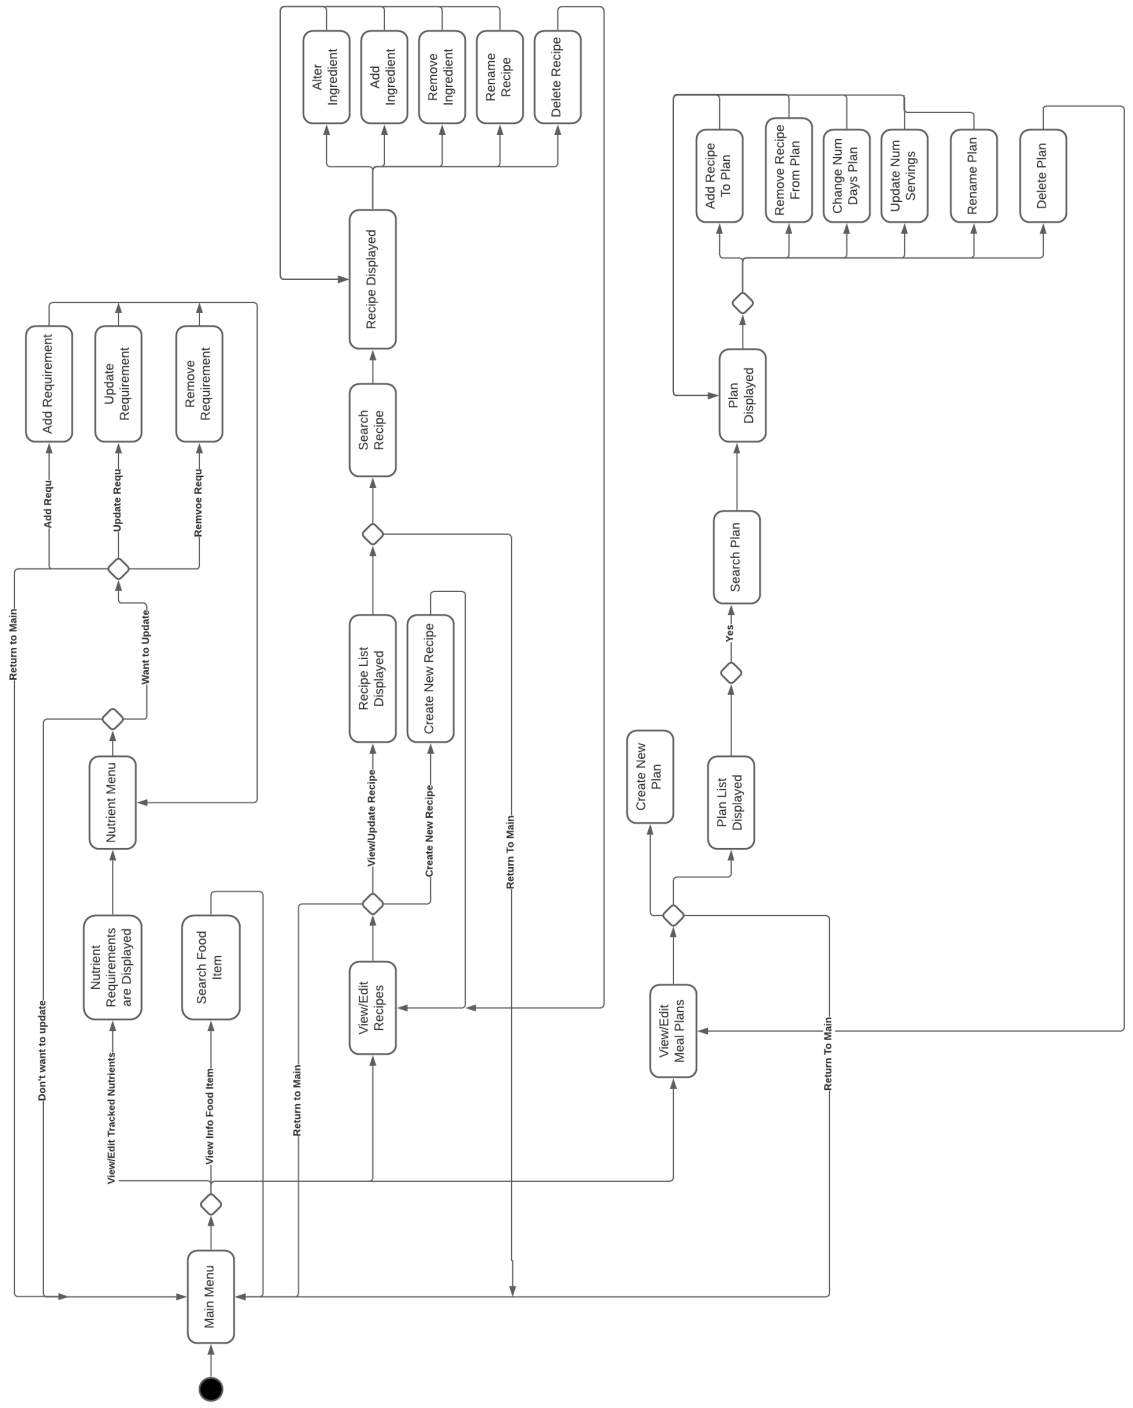 Main Menu
Return to Main
Don't want to update
View/Edit Tracked Nutrients
Nutrient
Requirements
are Displayed
Nutrient Menu
Want to Update
Add Requ
Update Requ
Remvoe Requ
Add Requirement
Update
Requirement
Remove
Requirement
View Info Food Item
Search Food
Item
Return to Main
View/Edit
Recipes
View/Update Recipe
Create New Recipe
Recipe List
Displayed
Create New Recipe
Return To Main
Search
Recipe
Recipe Displayed
Alter
Ingredient
Add
Ingredient
Remove
Ingredient
Rename
Recipe
Delete Recipe
View/Edit
Meal Plans
Return To Main
Create New
Plan
Plan List
Displayed
Yes
Search Plan
Plan
Displayed
Add Recipe
To Plan
Remove Recipe
From Plan
Change Num
Days Plan
Update Num
Servings
Rename Plan
Delete Plan